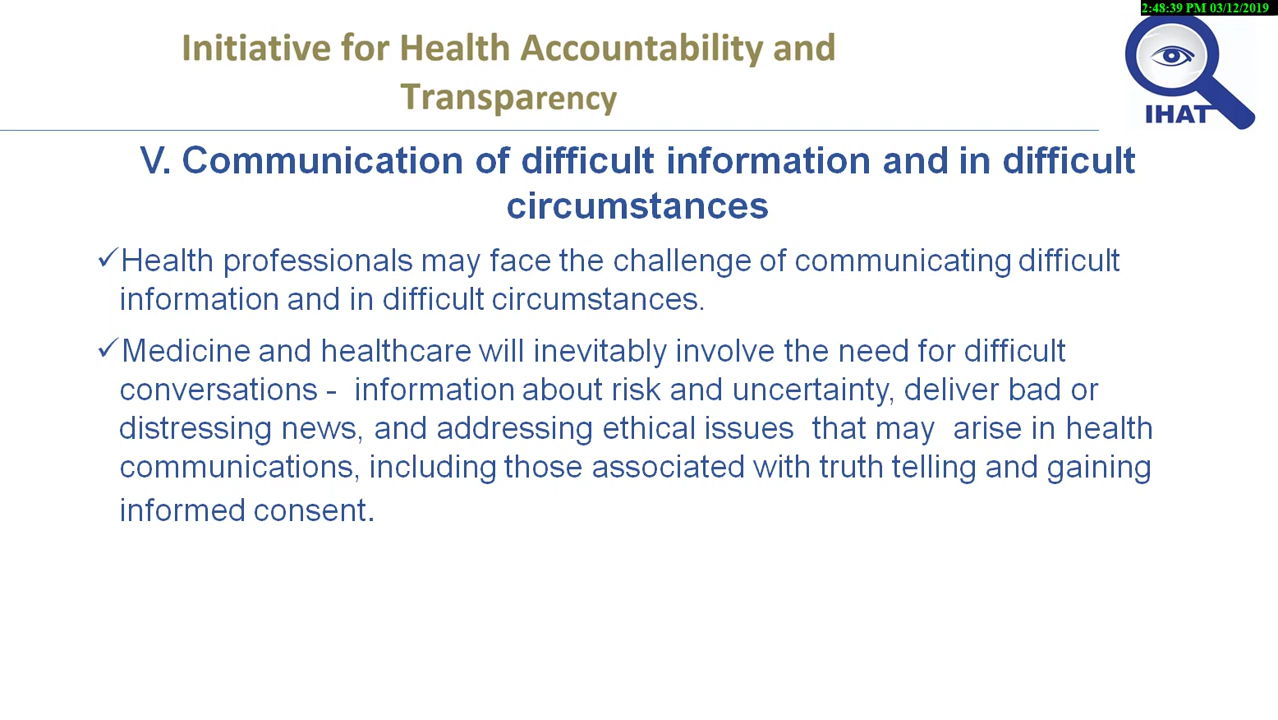 2:48:39 PM 03/12/2019
Initiative for Health Accountability and
Transparency
IHAT
V. Communication of difficult information and in difficult
circumstances
✓Health professionals may face the challenge of communicating difficult
information and in difficult circumstances.
✓Medicine and healthcare will inevitably involve the need for difficult
conversations -  information about risk and uncertainty, deliver bad or
distressing news, and addressing ethical issues  that may  arise in health
communications, including those associated with truth telling and gaining
informed consent.